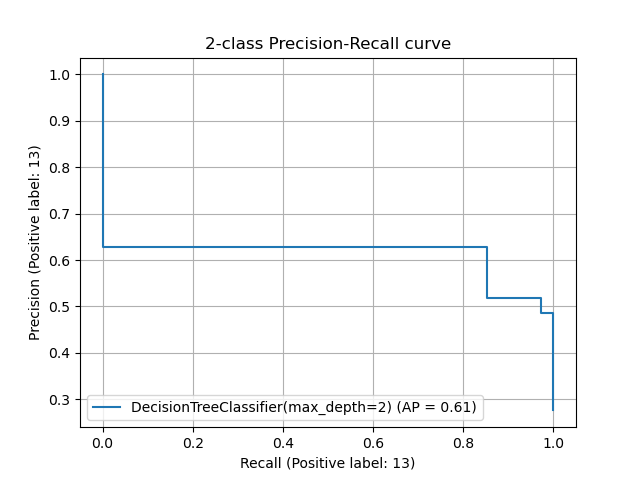 2-class Precision-Recall curve
Precision (Positive label: 13)
1.0
0.9
0.8
0.7
0.6
0.5
0.4
0.3
DecisionTreeClassifier(max_depth=2) (AP = 0.61)
0.0 0.2 0.4 0.6 0.8 1.0
Recall (Positive label: 13)